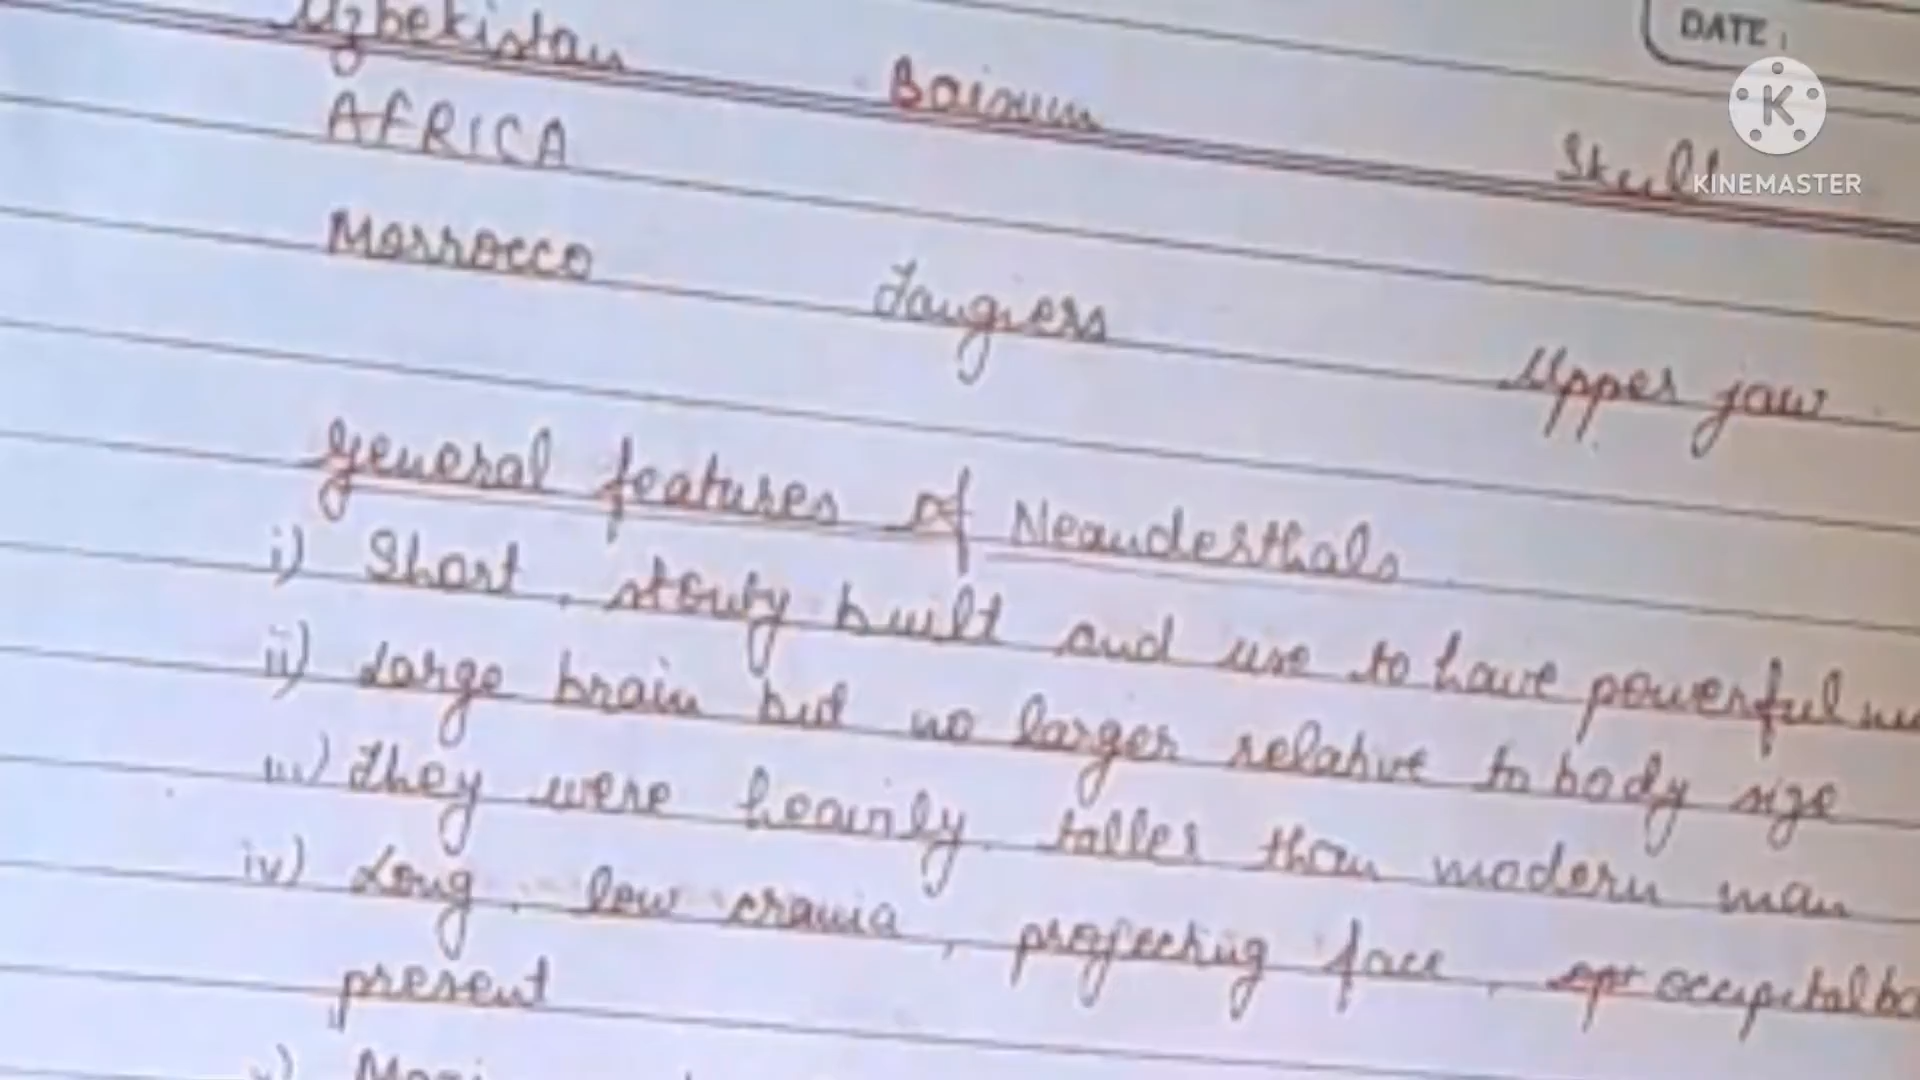 DATE:
Uzbekistan Baisum Skull
KINEMASTER
AFRICA
Morrocco Tangiers Upper jaw
General features of Neanderthals
i) Short, stouty built and use to have powerful
ii) Large brain but no larger relative to body size
iii) They were heavily taller than modern man
iv) Long, low crania, projecting face, occipital
present
v)